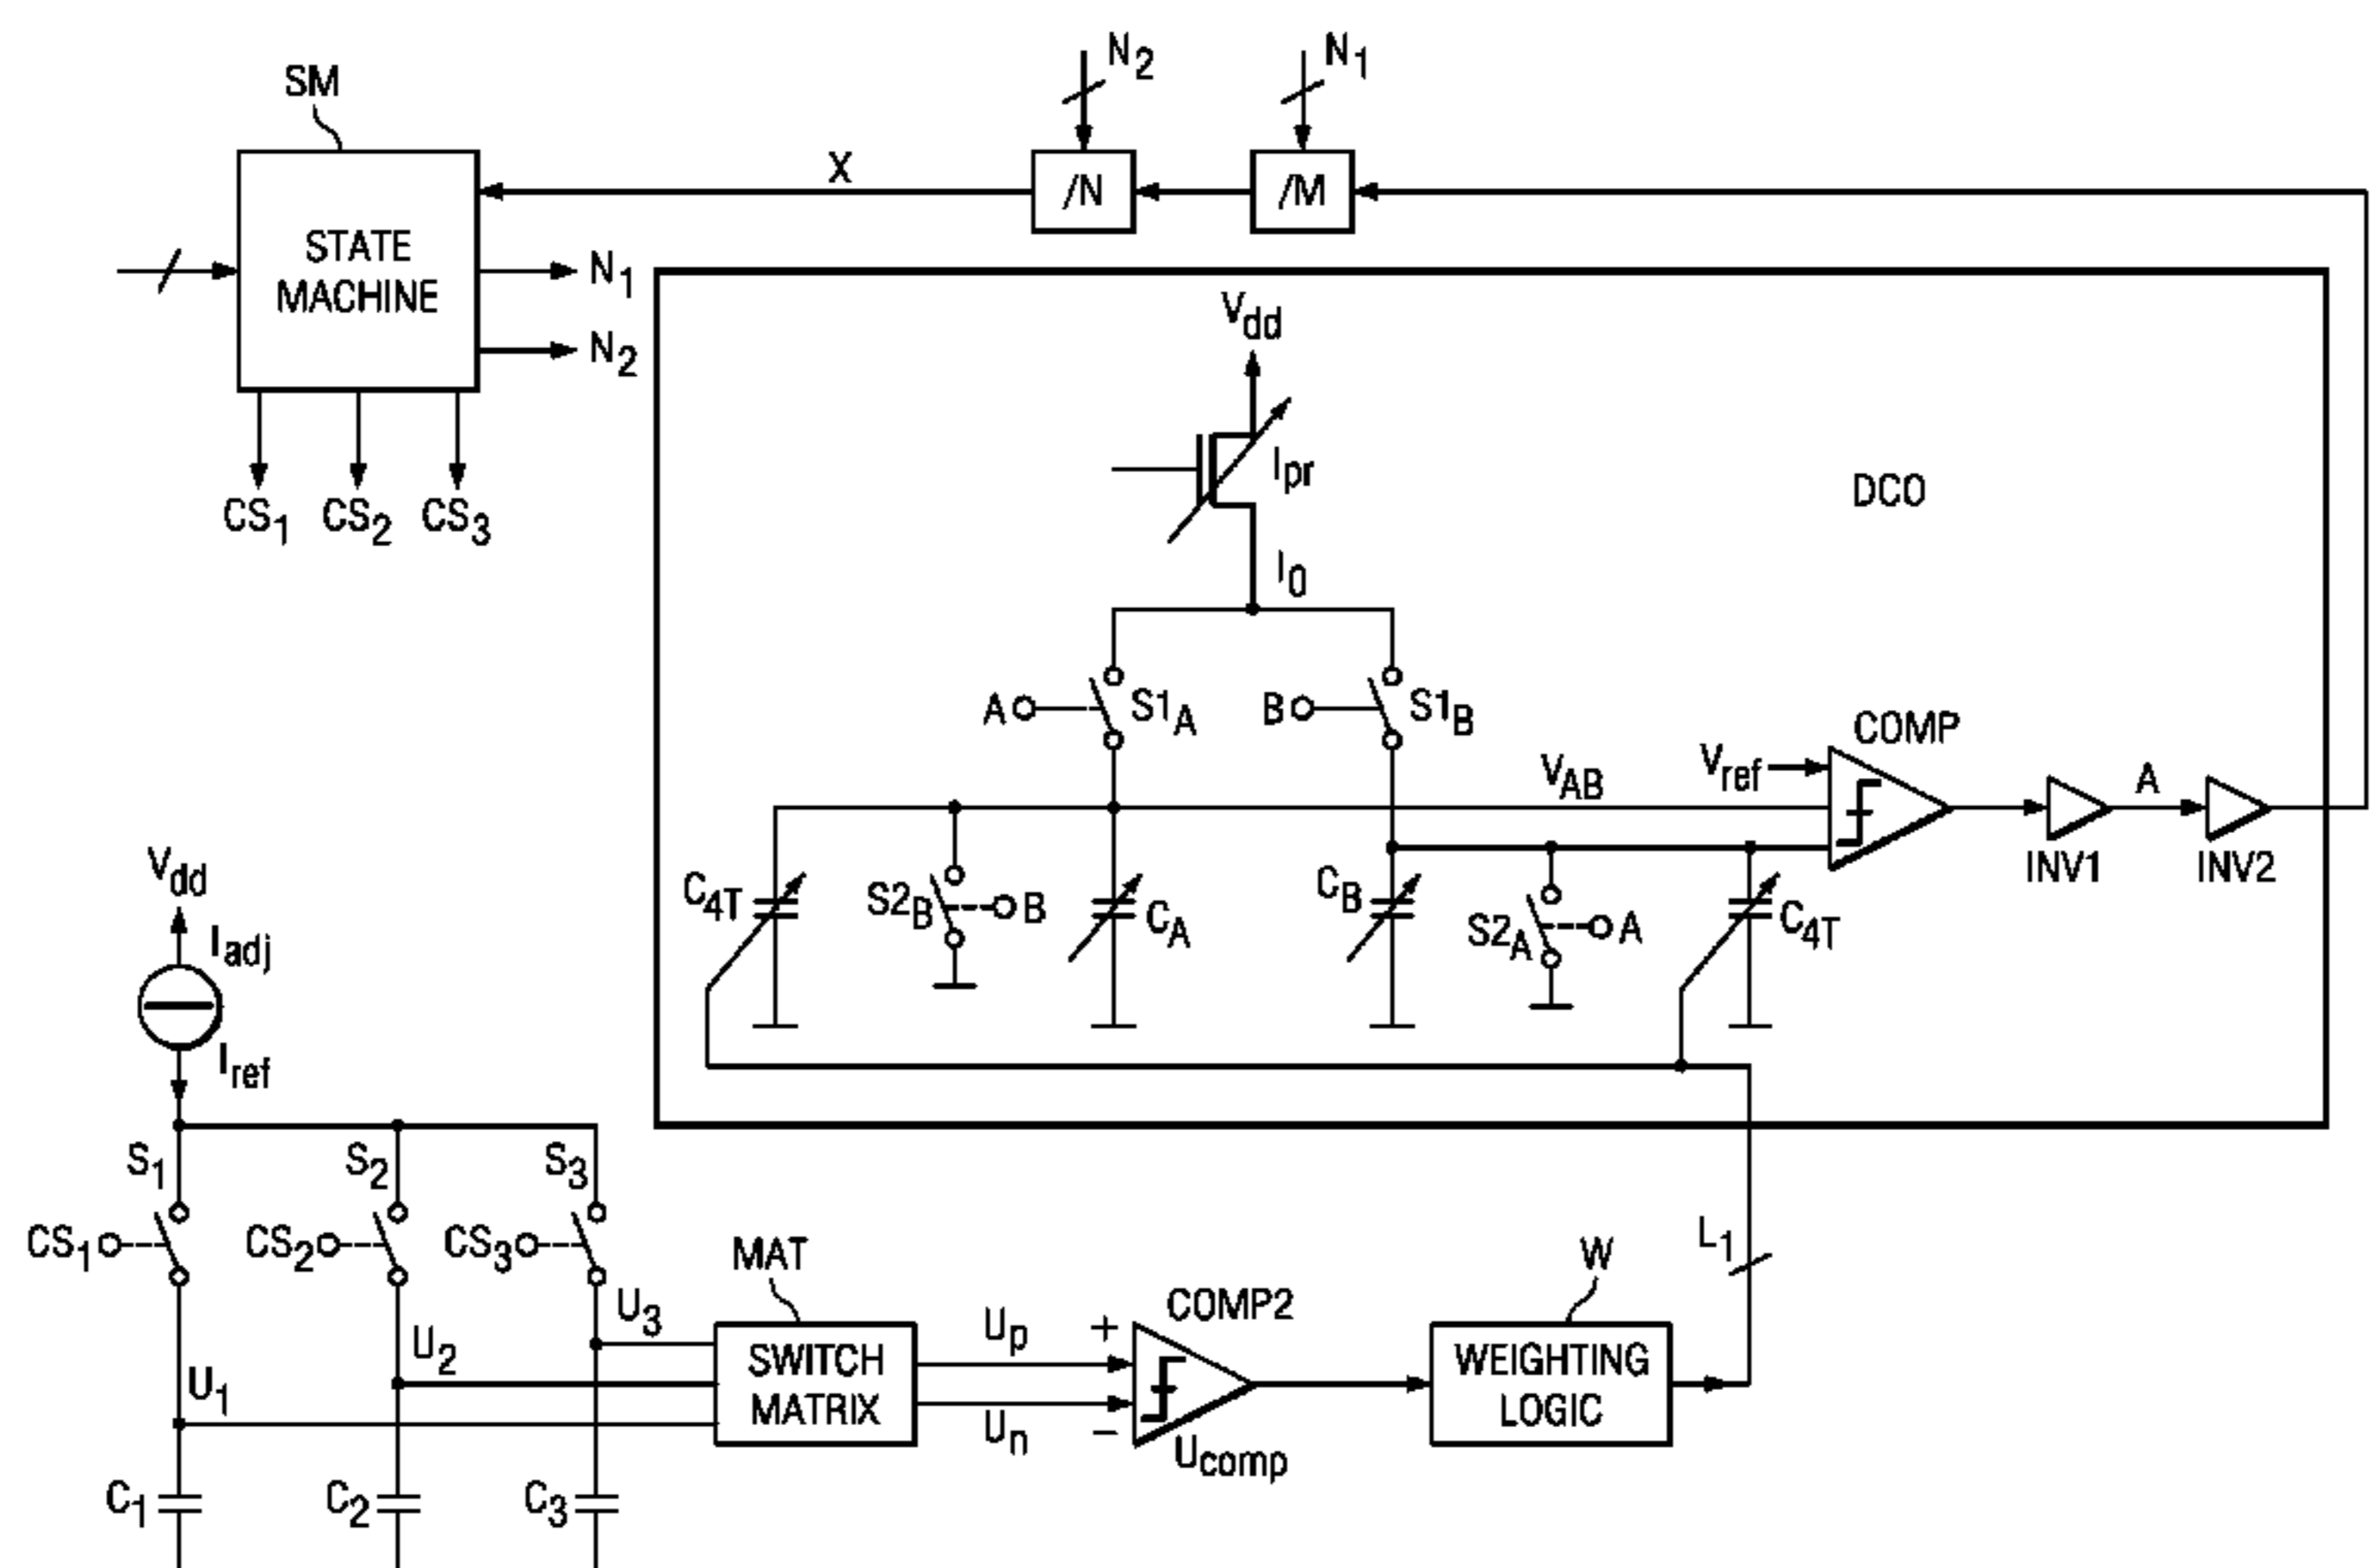 SM
N2
N1
X
/N
/M
STATE
MACHINE
N1
N2
CS1 CS2 CS3
Vdd
Ipr
DCO
I0
A
S1A
B
S1B
COMP
Vref
VAB
A
INV1
INV2
C4T
S2B
B
CA
CB
S2A
A
C4T
Vdd
Iadj
Iref
S1
S2
S3
CS1
CS2
CS3
L1
MAT
W
COMP2
U3
U2
U1
SWITCH
MATRIX
Up
+
Un
−
Ucomp
WEIGHTING
LOGIC
C1
C2
C3